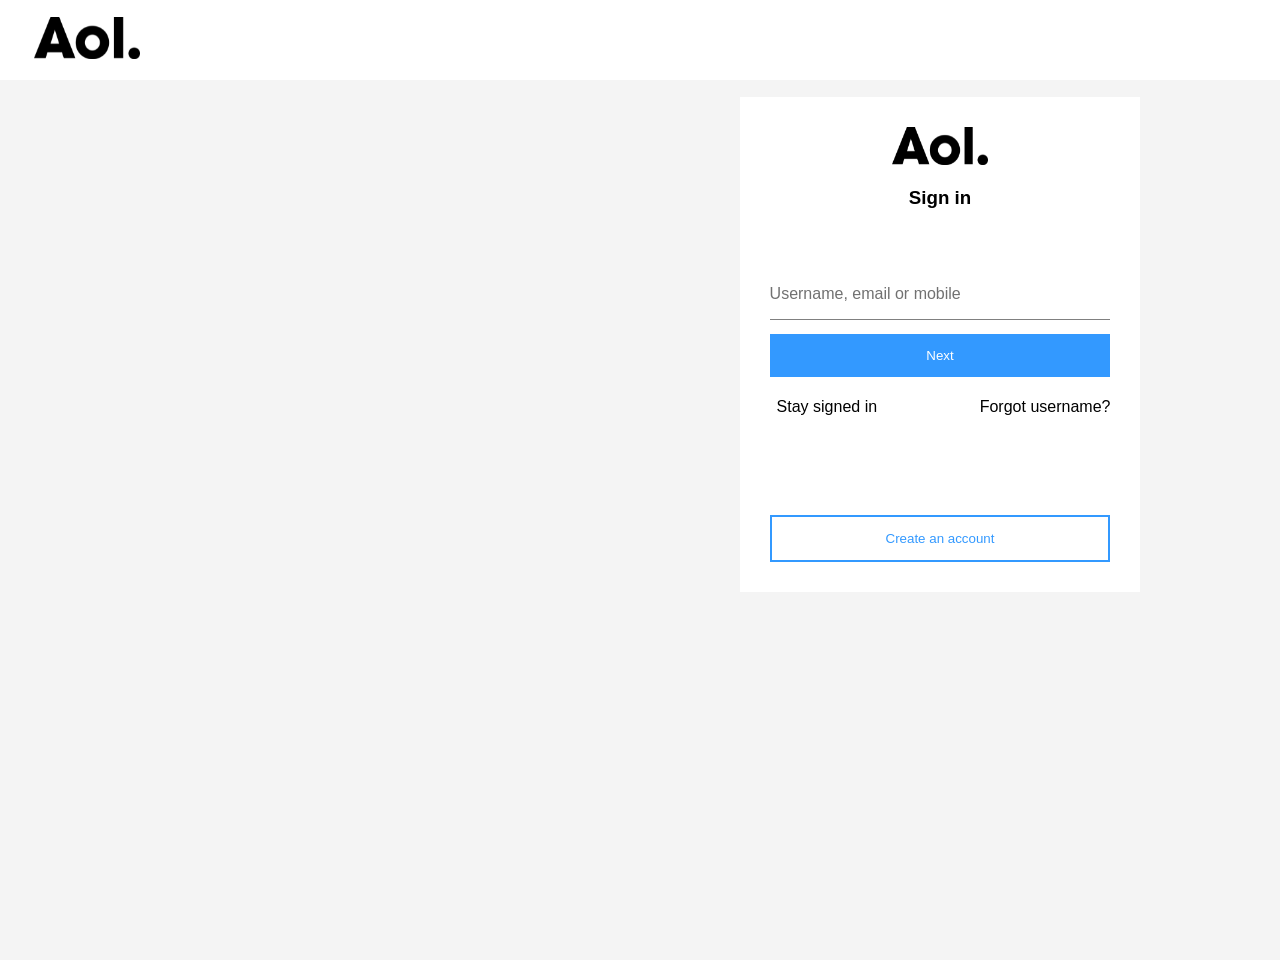 Aol.
Aol.
Sign in
Username, email or mobile
Next
Stay signed in
Forgot username?
Create an account